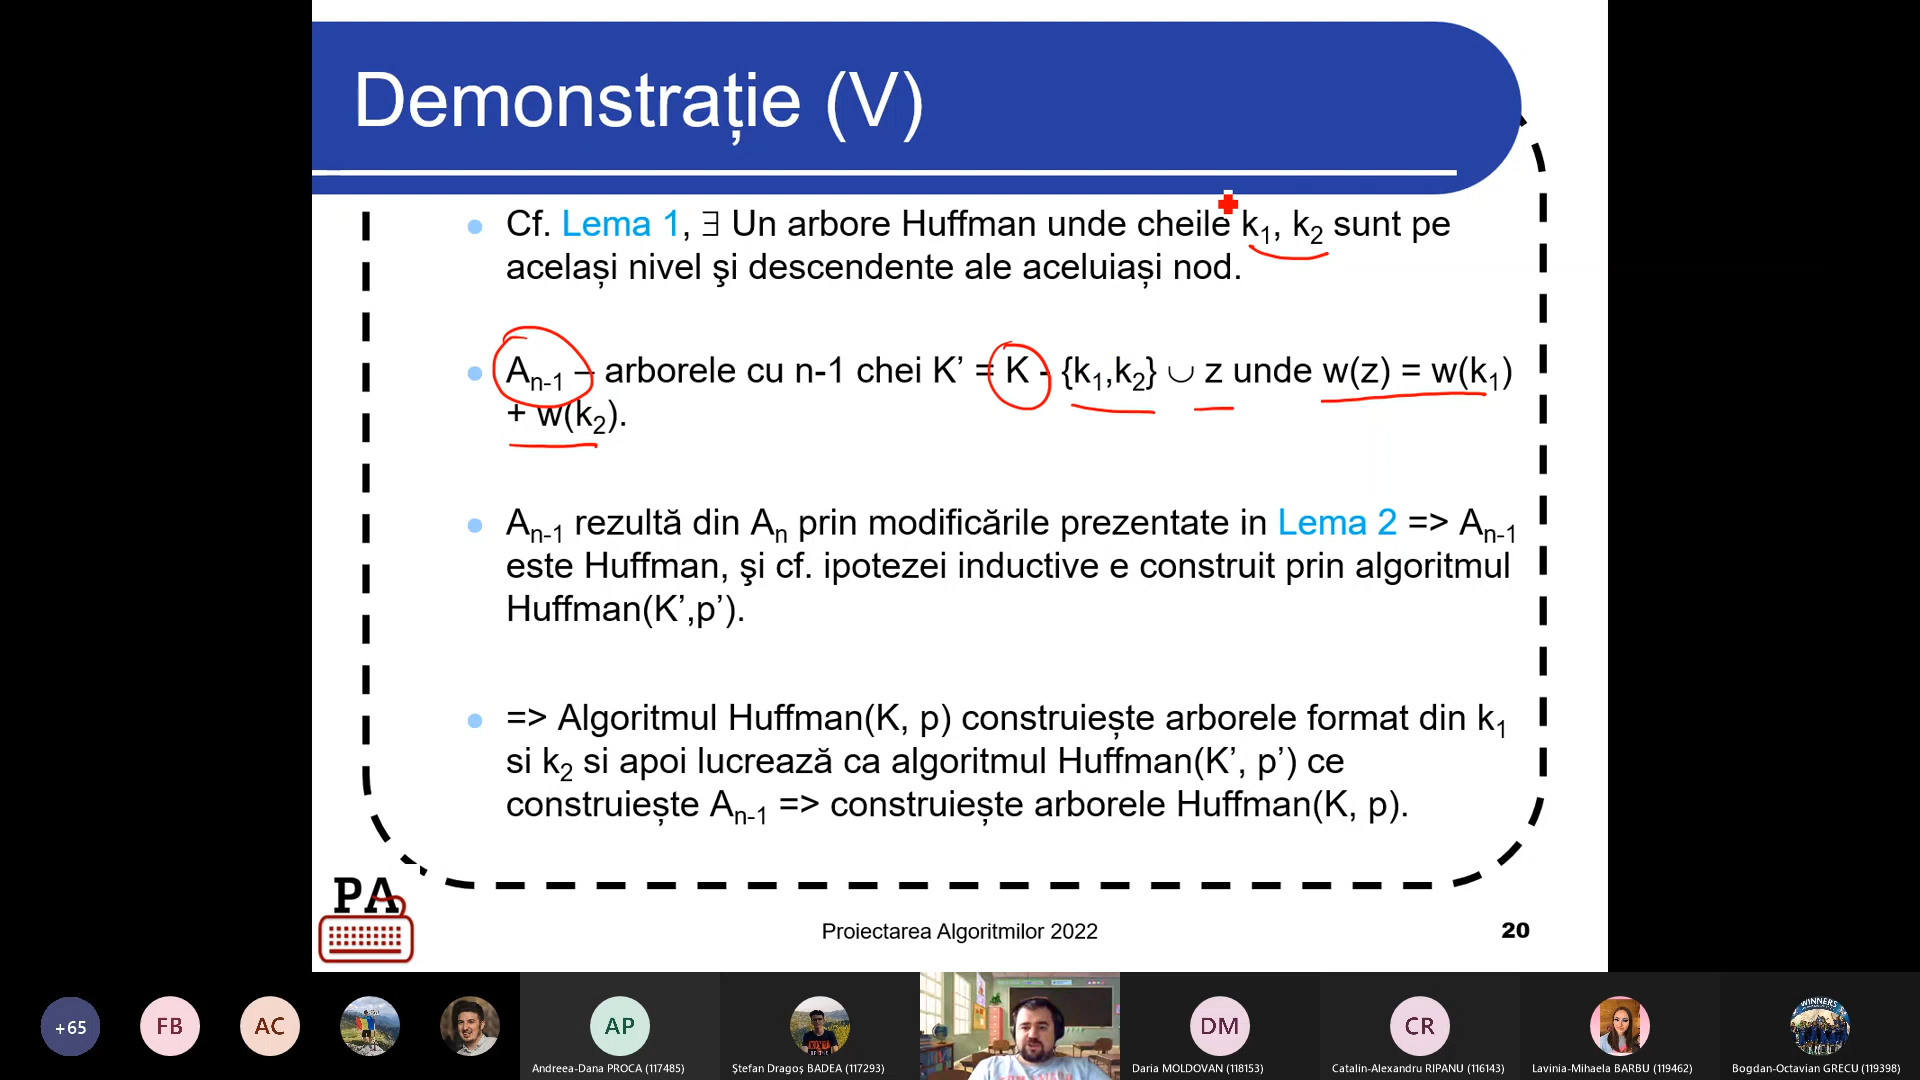 Demonstrație (V)
Cf. Lema 1, ∃ Un arbore Huffman unde cheile k₁, k₂ sunt pe
același nivel şi descendente ale aceluiași nod.
Aₙ₋₁ – arborele cu n-1 chei K’ = K - {k₁,k₂} ∪ z unde w(z) = w(k₁)
+ w(k₂).
Aₙ₋₁ rezultă din Aₙ prin modificările prezentate in Lema 2 => Aₙ₋₁
este Huffman, şi cf. ipotezei inductive e construit prin algoritmul
Huffman(K’,p’).
=> Algoritmul Huffman(K, p) construiește arborele format din k₁
si k₂ si apoi lucrează ca algoritmul Huffman(K’, p’) ce
construiește Aₙ₋₁ => construiește arborele Huffman(K, p).
PA
Proiectarea Algoritmilor 2022
20
+65
FB
AC
AP
DM
CR
WINNERS
Andreea-Dana PROCA (117485)
Ștefan Dragoș BADEA (117293)
Daria MOLDOVAN (118153)
Catalin-Alexandru RIPANU (116143)
Lavinia-Mihaela BARBU (119462)
Bogdan-Octavian GRECU (119398)